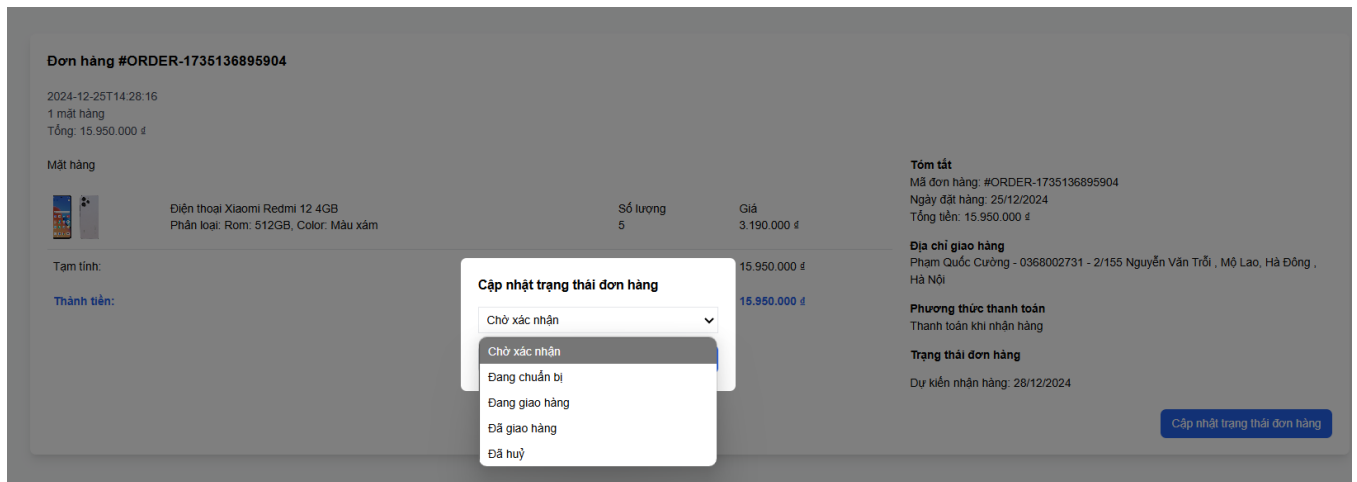 Đơn hàng #ORDER-1735136895904
2024-12-25T14:28:16
1 mặt hàng
Tổng: 15.950.000 đ
Mặt hàng
Điện thoại Xiaomi Redmi 12 4GB
Phân loại: Rom: 512GB, Color: Màu xám
Số lượng
5
Giá
3.190.000 đ
Tạm tính:
15.950.000 đ
Thành tiền:
15.950.000 đ
Tóm tắt
Mã đơn hàng: #ORDER-1735136895904
Ngày đặt hàng: 25/12/2024
Tổng tiền: 15.950.000 đ
Địa chỉ giao hàng
Phạm Quốc Cường - 0368002731 - 2/155 Nguyễn Văn Trỗi , Mộ Lao, Hà Đông ,
Hà Nội
Phương thức thanh toán
Thanh toán khi nhận hàng
Trạng thái đơn hàng
Dự kiến nhận hàng: 28/12/2024
Cập nhật trạng thái đơn hàng
Cập nhật trạng thái đơn hàng
Chờ xác nhận
Chờ xác nhận
Đang chuẩn bị
Đang giao hàng
Đã giao hàng
Đã huỷ